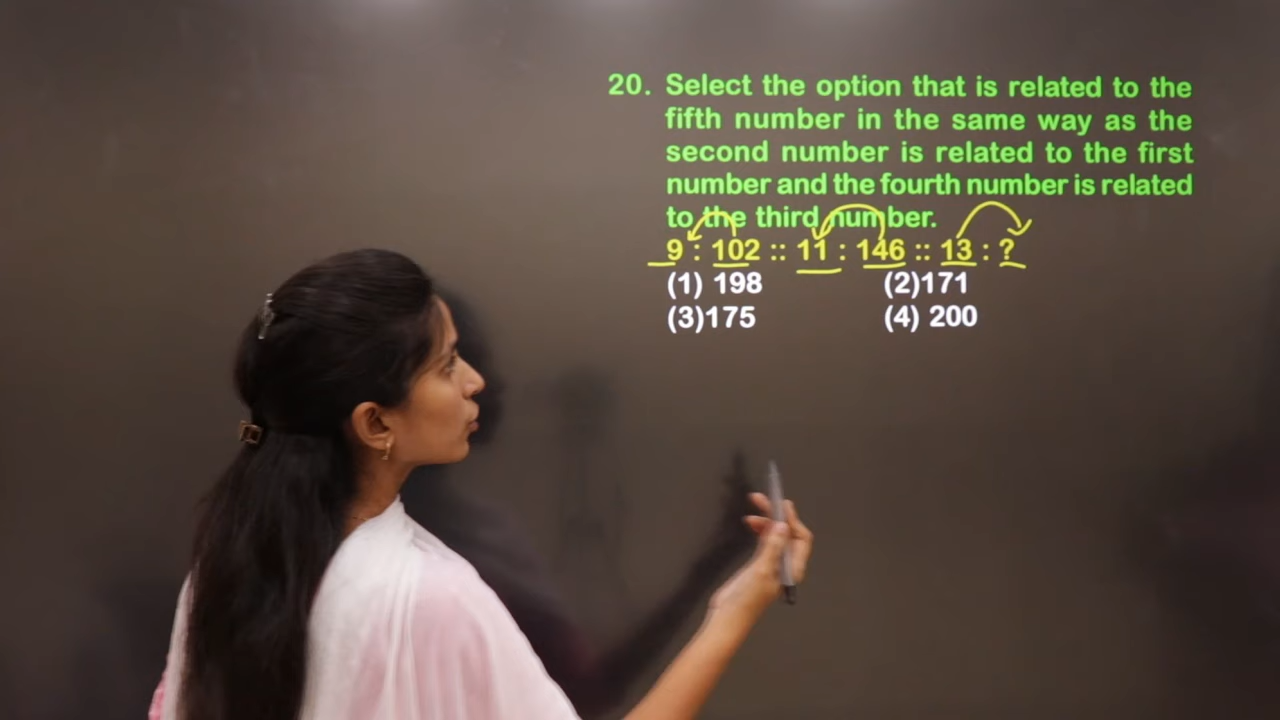 20. Select the option that is related to the
fifth number in the same way as the
second number is related to the first
number and the fourth number is related
to the third number.
9 : 102 :: 11 : 146 :: 13 : ?
(1) 198 (2)171
(3)175 (4) 200